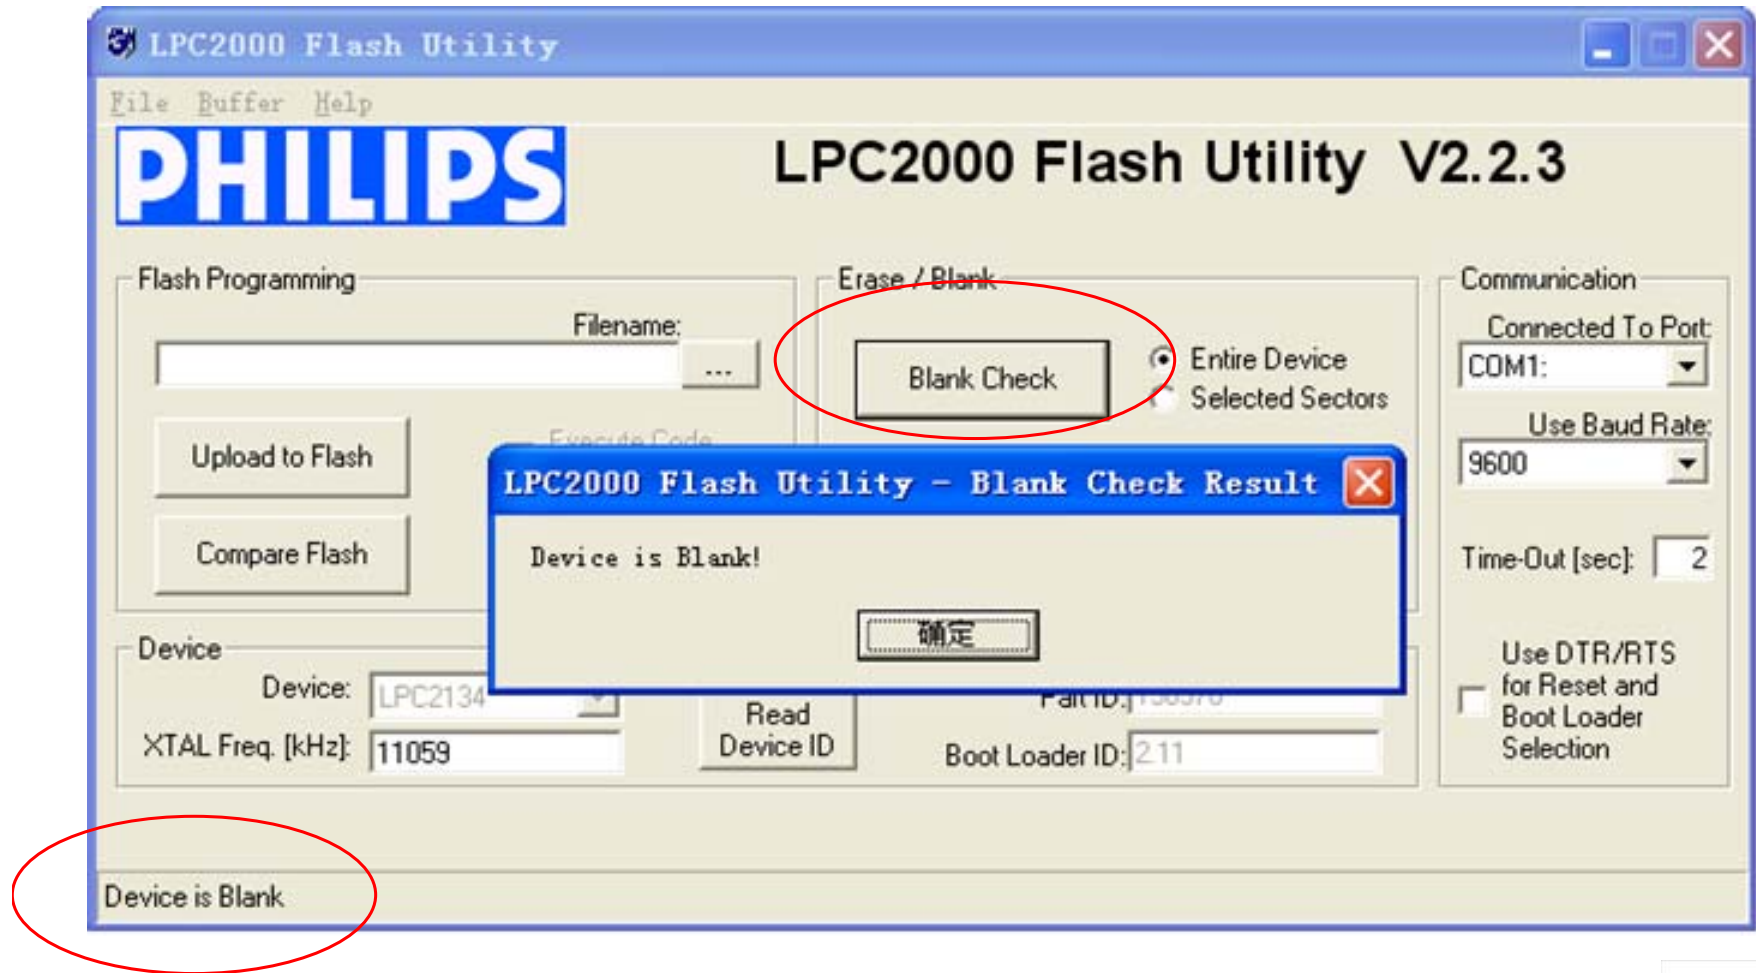 LPC2000 Flash Utility
File Buffer Help
PHILIPS
LPC2000 Flash Utility V2.2.3
Flash Programming
Filename:
...
Upload to Flash
Execute Code
Compare Flash
Erase / Blank
Blank Check
Entire Device
Selected Sectors
Communication
Connected To Port:
COM1:
Use Baud Rate:
9600
Time-Out [sec]: 2
Use DTR/RTS
for Reset and
Boot Loader
Selection
LPC2000 Flash Utility - Blank Check Result
Device is Blank!
确定
Device
Device: LPC2134
XTAL Freq. [kHz]: 11059
Read
Device ID
Part ID:
Boot Loader ID: 2.11
Device is Blank